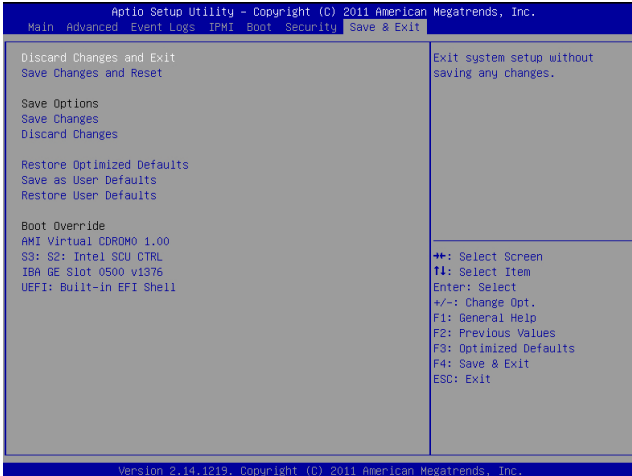 Aptio Setup Utility – Copyright (C) 2011 American Megatrends, Inc.
Main Advanced Event Logs IPMI Boot Security Save & Exit
Discard Changes and Exit
Save Changes and Reset
Save Options
Save Changes
Discard Changes
Restore Optimized Defaults
Save as User Defaults
Restore User Defaults
Boot Override
AMI Virtual CDROM0 1.00
S3: S2: Intel SCU CTRL
IBA GE Slot 0500 v1376
UEFI: Built-in EFI Shell
Exit system setup without
saving any changes.
→←: Select Screen
↑↓: Select Item
Enter: Select
+/-: Change Opt.
F1: General Help
F2: Previous Values
F3: Optimized Defaults
F4: Save & Exit
ESC: Exit
Version 2.14.1219. Copyright (C) 2011 American Megatrends, Inc.